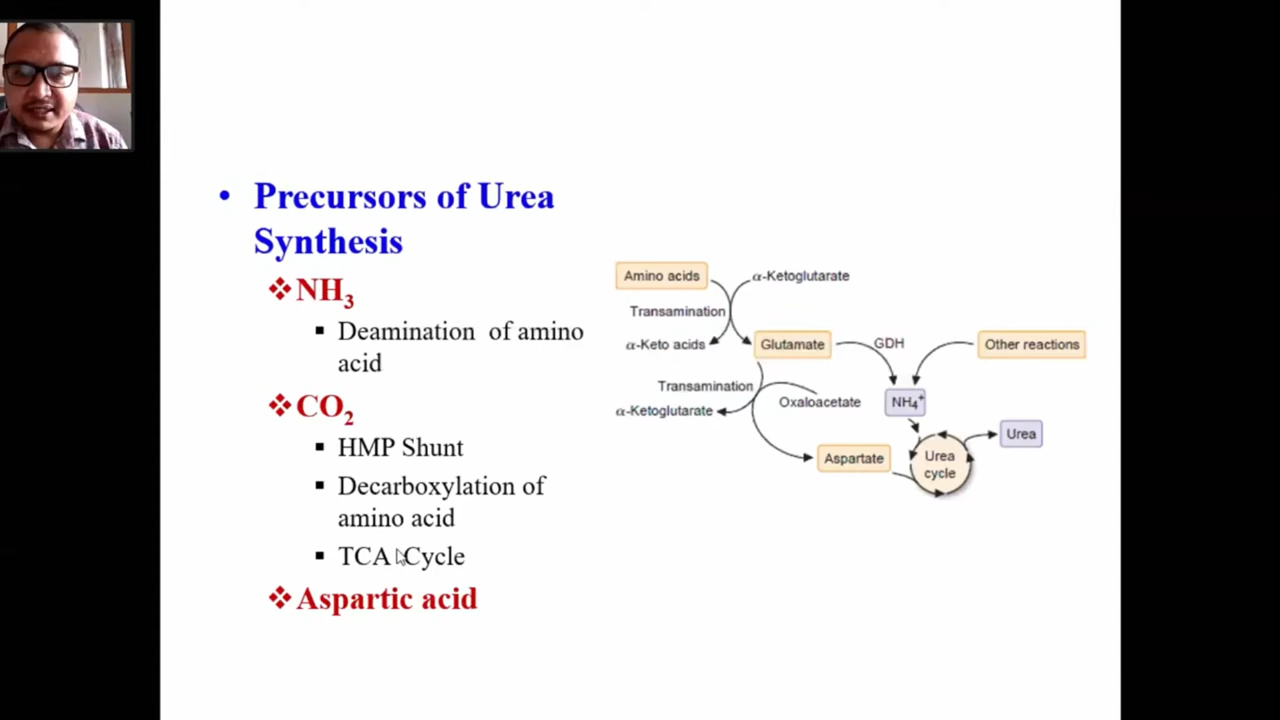 • Precursors of Urea
Synthesis
❖NH₃
▪ Deamination of amino
acid
❖CO₂
▪ HMP Shunt
▪ Decarboxylation of
amino acid
▪ TCA Cycle
❖Aspartic acid
Amino acids
α-Ketoglutarate
Transamination
α-Keto acids
Glutamate
GDH
Other reactions
Transamination
α-Ketoglutarate
Oxaloacetate
NH₄⁺
Aspartate
Urea
cycle
Urea